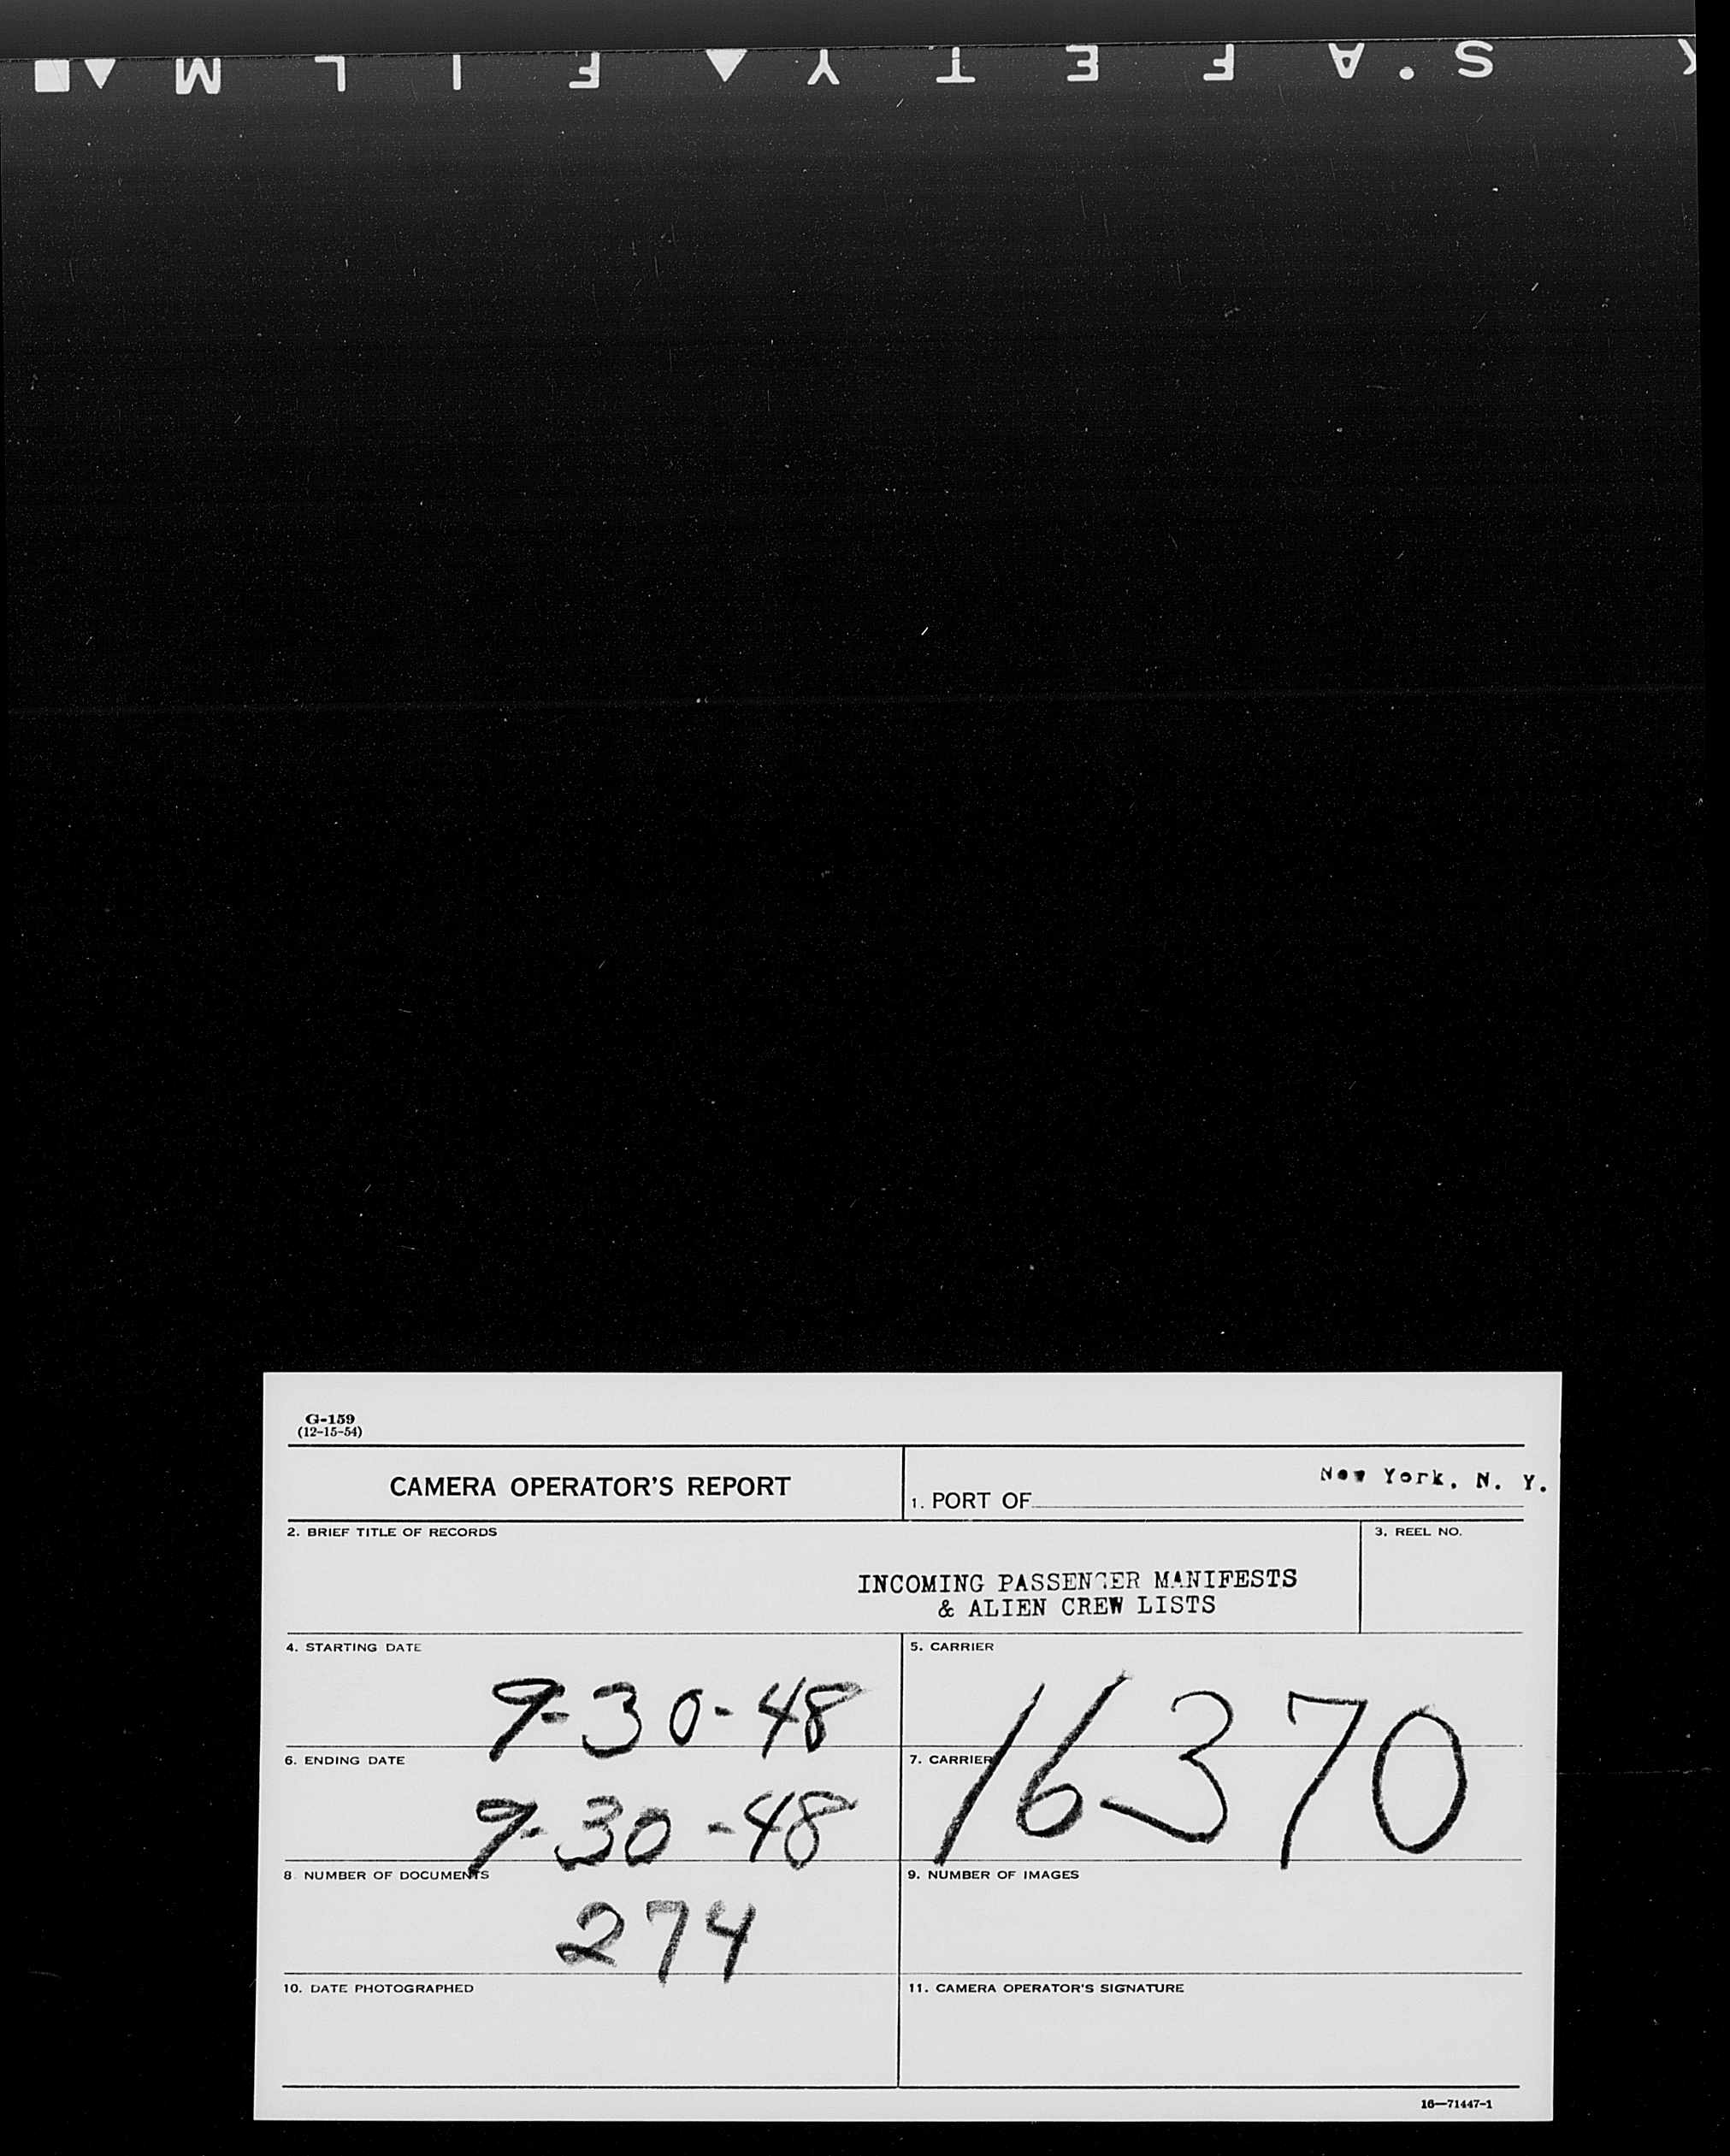 S.AFETY▲FILM▲■
G-159
(12-15-54)
CAMERA OPERATOR'S REPORT
1. PORT OF New York, N. Y.
2. BRIEF TITLE OF RECORDS
3. REEL NO.
INCOMING PASSENGER MANIFESTS
& ALIEN CREW LISTS
4. STARTING DATE
9-30-48
5. CARRIER
16370
6. ENDING DATE
9-30-48
7. CARRIER
8. NUMBER OF DOCUMENTS
274
9. NUMBER OF IMAGES
10. DATE PHOTOGRAPHED
11. CAMERA OPERATOR'S SIGNATURE
16—71447-1